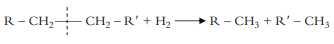 R – CH₂ – CH₂ – R′ + H₂ ⟶ R – CH₃ + R′ – CH₃